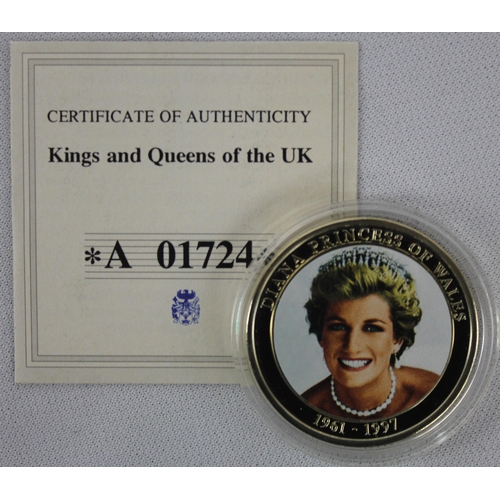 CERTIFICATE OF AUTHENTICITY
Kings and Queens of the UK
*A 01724*
DIANA PRINCESS OF WALES
1961 - 1997